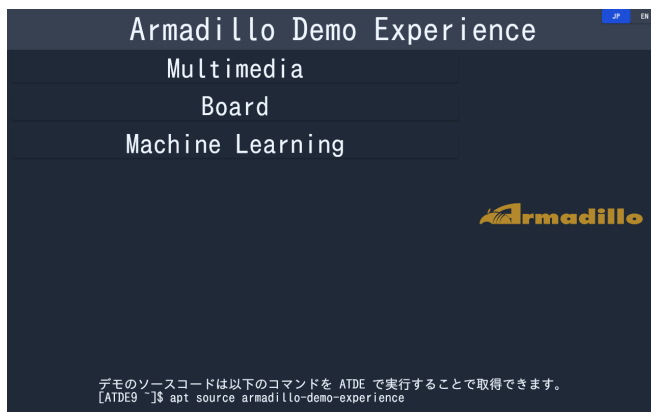 Armadillo Demo Experience
JP EN
Multimedia
Board
Machine Learning
Armadillo
デモのソースコードは以下のコマンドを ATDE で実行することで取得できます。
[ATDE9 ~]$ apt source armadillo-demo-experience